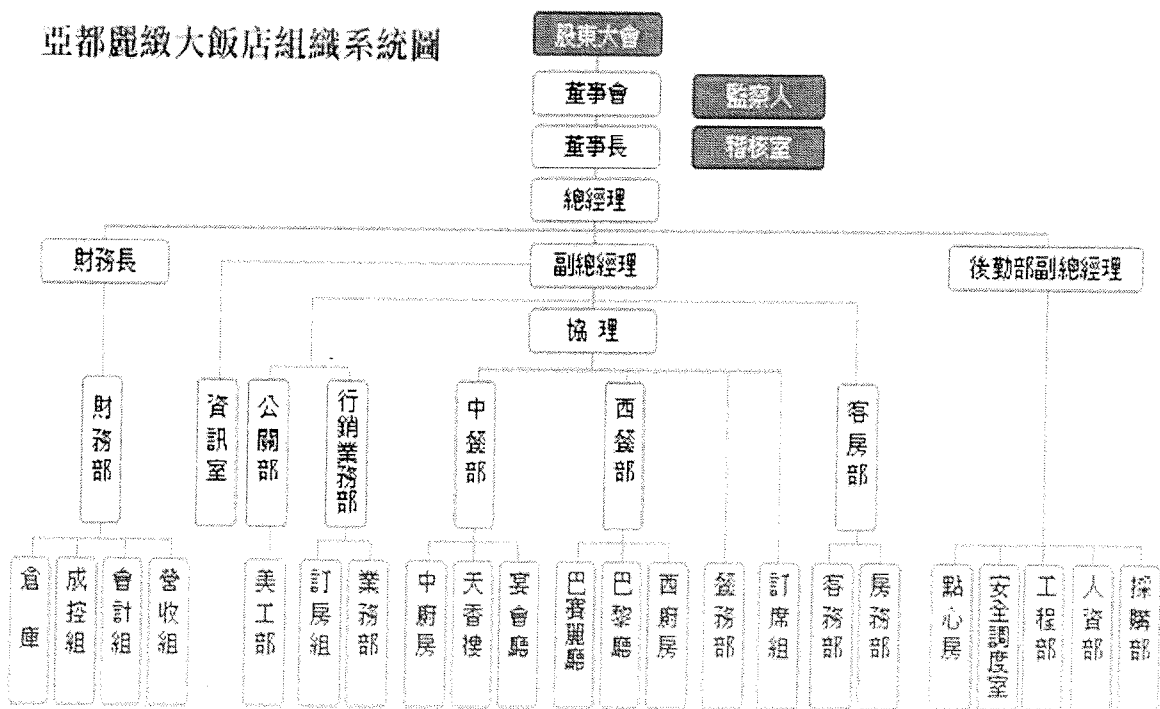 亞都麗緻大飯店組織系統圖
股東大會
董事會
監察人
董事長
稽核室
總經理
財務長
副總經理
後勤部副總經理
協理
財務部
資訊室
公關部
行銷業務部
中餐部
西餐部
客房部
倉庫
成控組
會計組
營收組
美工部
訂房組
業務部
中廚房
天香樓
宴會廳
巴賽麗廳
巴黎廳
西廚房
餐務部
訂席組
客務部
房務部
點心房
安全調度室
工程部
人資部
採購部